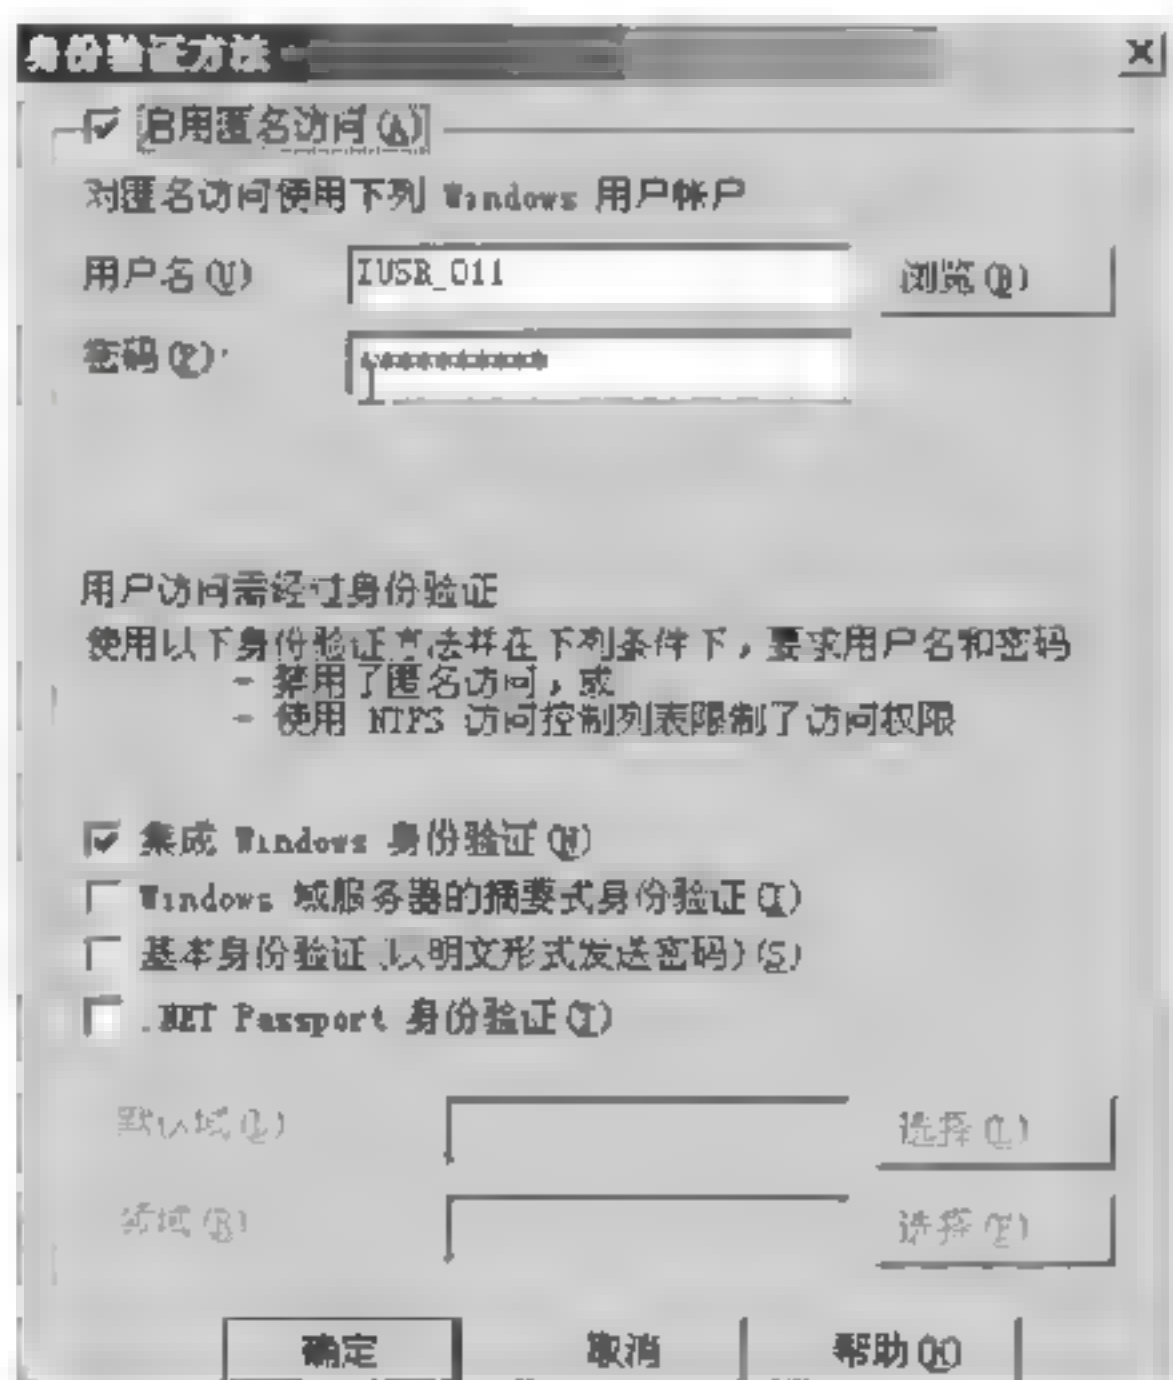 身份验证方法
启用匿名访问(A)
对匿名访问使用下列 Windows 用户帐户
用户名(U) IUSR_011 浏览(B)
密码(P): **********
用户访问需经过身份验证
使用以下身份验证方法并在下列条件下，要求用户名和密码
- 禁用了匿名访问，或
- 使用 NTFS 访问控制列表限制了访问权限
集成 Windows 身份验证(N)
Windows 域服务器的摘要式身份验证(I)
基本身份验证(以明文形式发送密码)(S)
.NET Passport 身份验证(T)
默认域(L) 选择(L)
领域(R) 选择(E)
确定 取消 帮助(H)